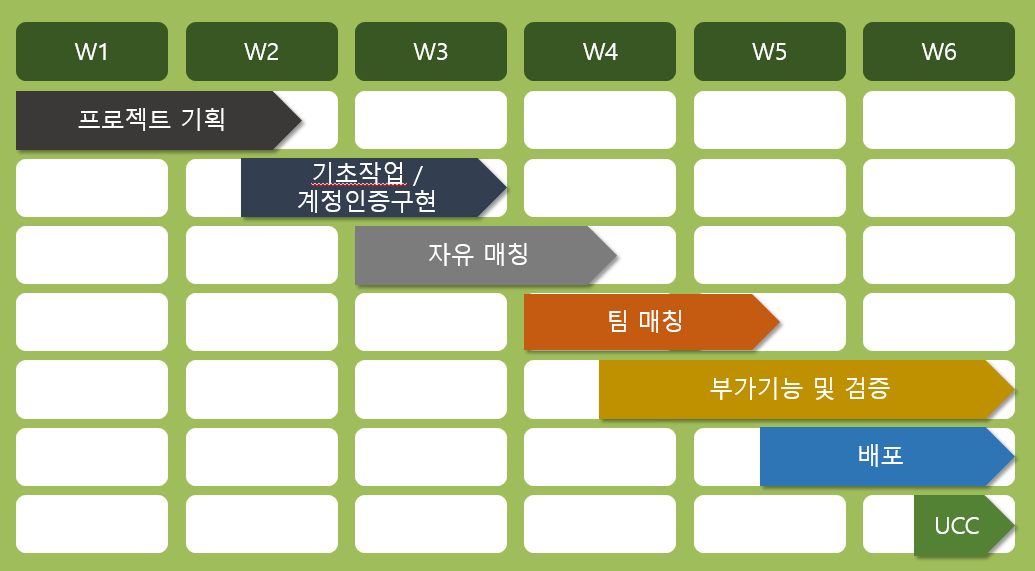 W1 W2 W3 W4 W5 W6
프로젝트 기획
기초작업 /
계정인증구현
자유 매칭
팀 매칭
부가기능 및 검증
배포
UCC